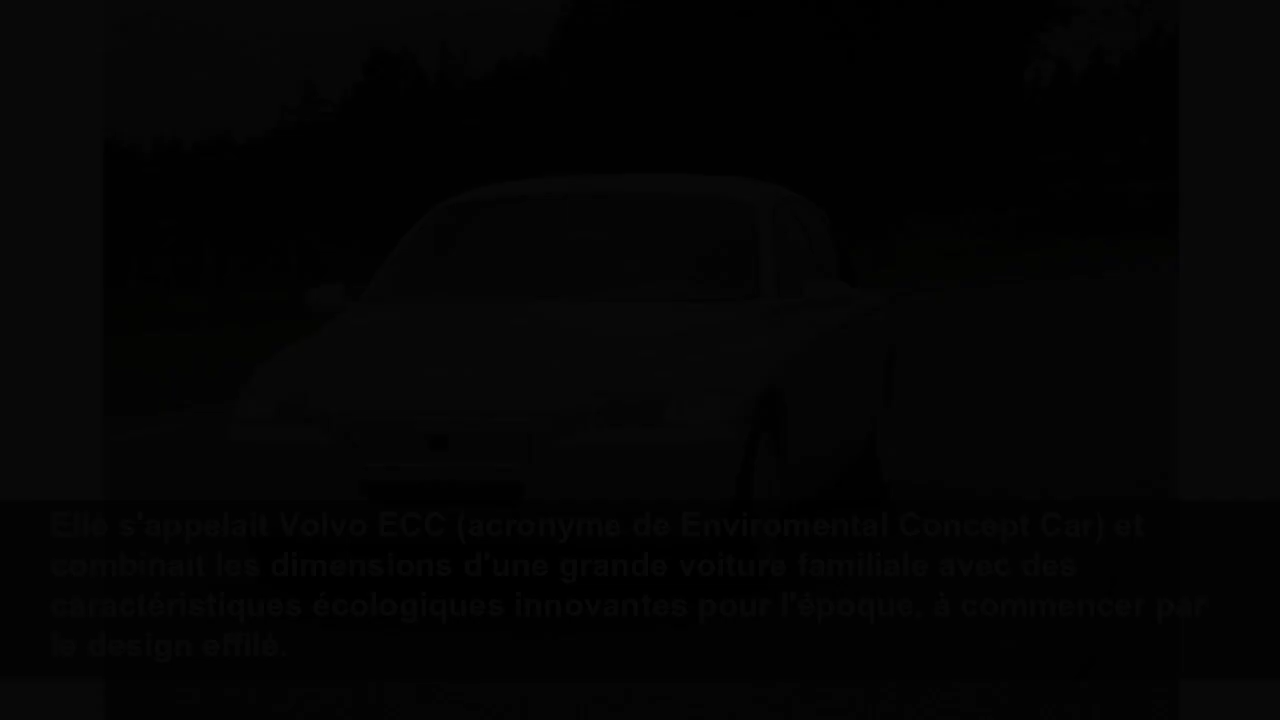 Elle s'appelait Volvo ECC (acronyme de Enviromental Concept Car) et
combinait les dimensions d'une grande voiture familiale avec des
caractéristiques écologiques innovantes pour l'époque, à commencer par
le design effilé.